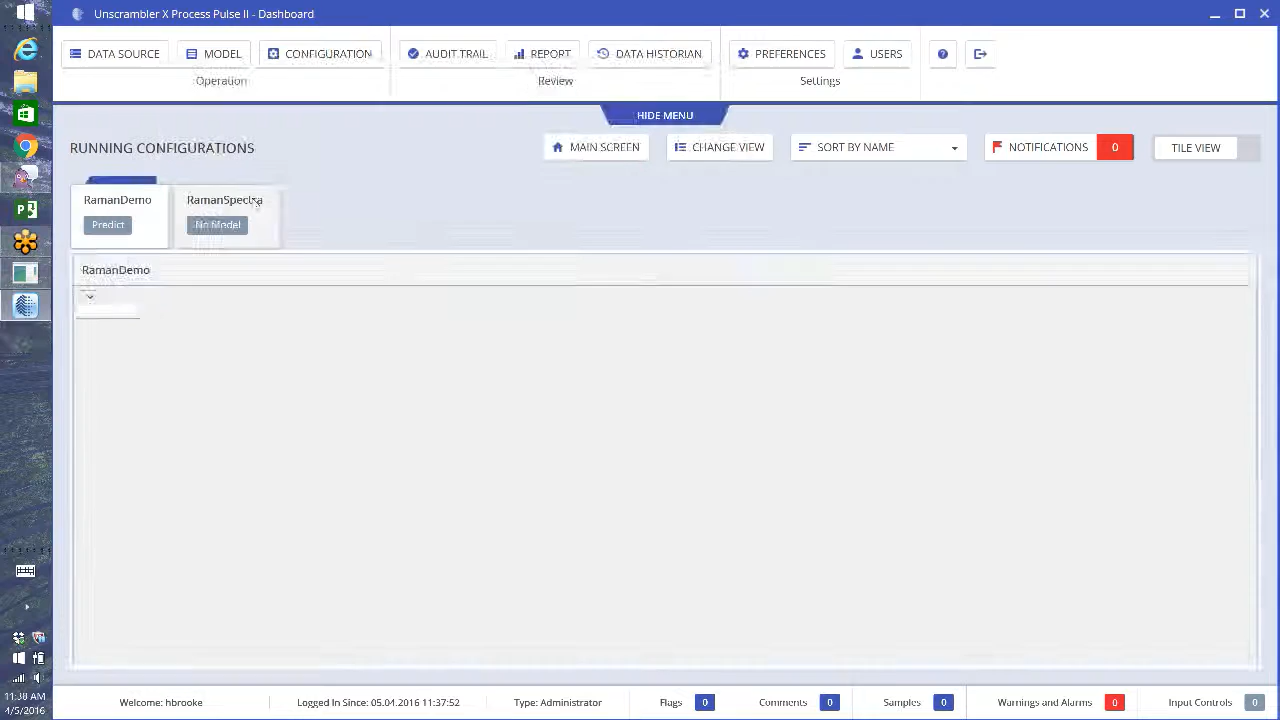 Unscrambler X Process Pulse II - Dashboard
DATA SOURCE MODEL CONFIGURATION AUDIT TRAIL REPORT DATA HISTORIAN PREFERENCES USERS ?
Operation Review Settings
HIDE MENU
RUNNING CONFIGURATIONS MAIN SCREEN CHANGE VIEW SORT BY NAME NOTIFICATIONS 0 TILE VIEW
RamanDemo RamanSpectra
Predict No Model
RamanDemo
Welcome: hbrooke Logged In Since: 05.04.2016 11:37:52 Type: Administrator Flags 0 Comments 0 Samples 0 Warnings and Alarms 0 Input Controls 0
11:38 AM
4/5/2016